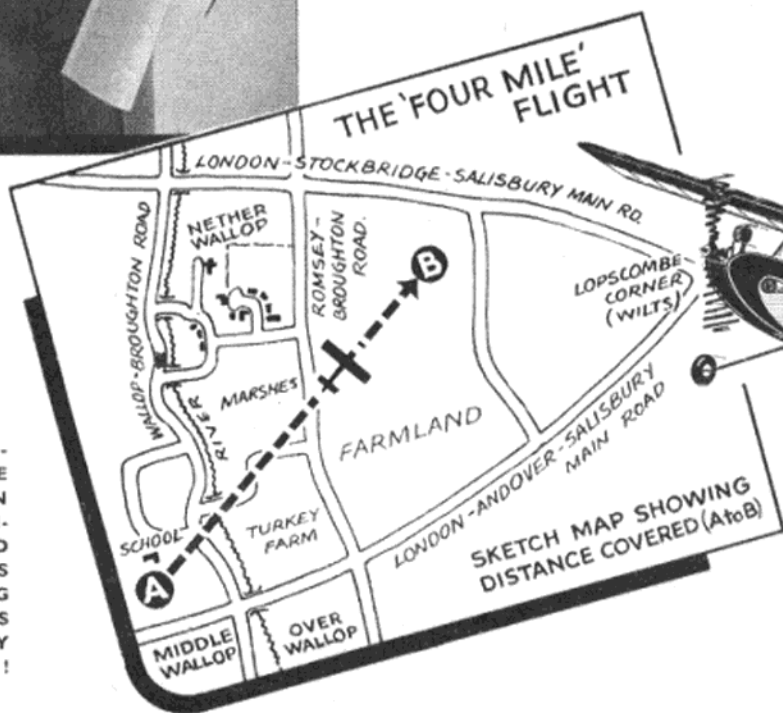 THE 'FOUR MILE'
FLIGHT
LONDON-STOCKBRIDGE-SALISBURY MAIN RD.
NETHER
WALLOP
WALLOP-BROUGHTON ROAD
ROMSEY-
BROUGHTON
ROAD.
B
LOPSCOMBE
CORNER
(WILTS)
MARSHES
RIVER
FARMLAND
LONDON-ANDOVER-SALISBURY
MAIN ROAD
SCHOOL
TURKEY
FARM
A
MIDDLE
WALLOP
OVER
WALLOP
SKETCH MAP SHOWING
DISTANCE COVERED (A to B)
-
E
N
-
D
S
G
S
Y
!